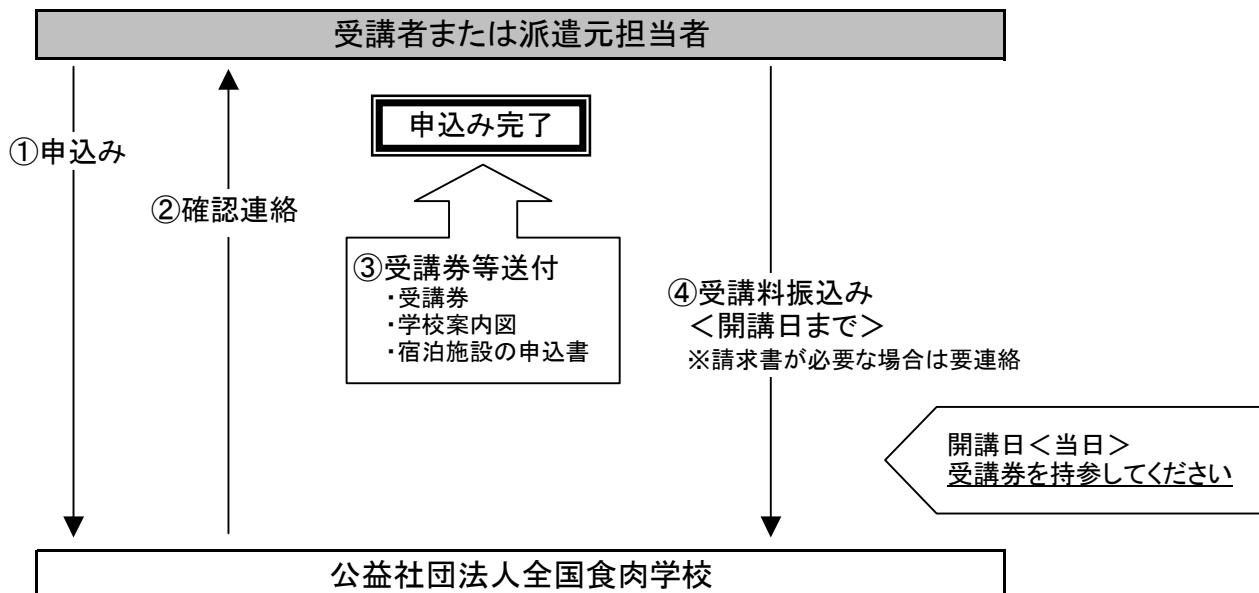 受講者または派遣元担当者
①申込み
②確認連絡
申込み完了
③受講券等送付
・受講券
・学校案内図
・宿泊施設の申込書
④受講料振込み
＜開講日まで＞
※請求書が必要な場合は要連絡
開講日＜当日＞
受講券を持参してください
公益社団法人全国食肉学校